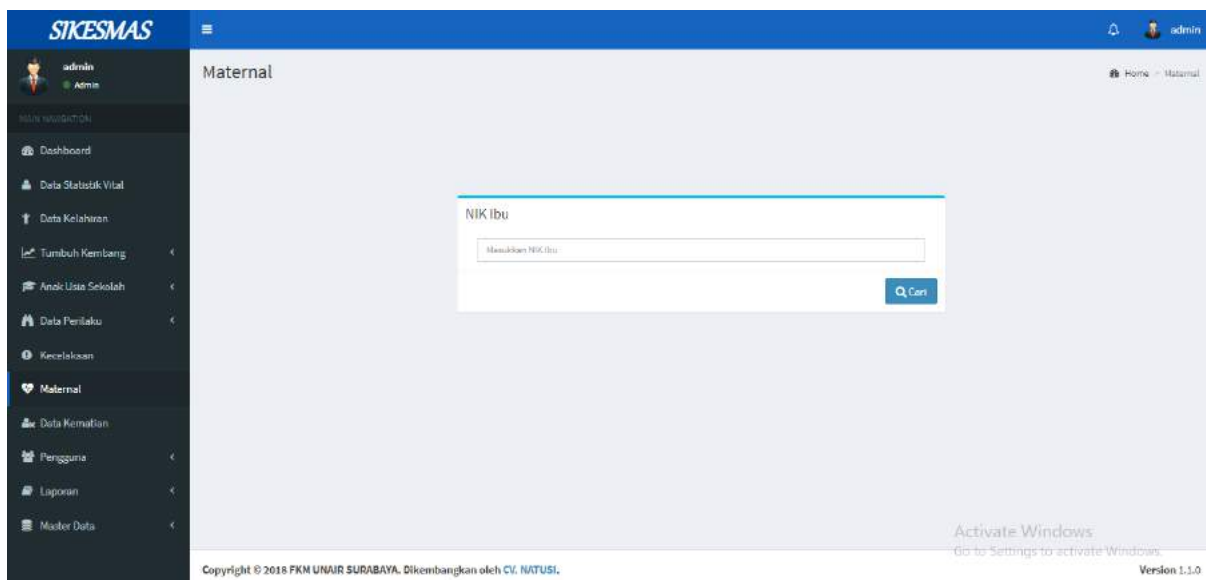 SIKESMAS
admin
admin
Admin
Maternal
Home > Maternal
MAIN NAVIGATION
Dashboard
Data Statistik Vital
Data Kelahiran
Tumbuh Kembang
Anak Usia Sekolah
Data Perilaku
Kecelakaan
Maternal
Data Kematian
Pengguna
Laporan
Master Data
NIK Ibu
Masukkan NIK Ibu
Cari
Activate Windows
Go to Settings to activate Windows.
Copyright © 2018 FKM UNAIR SURABAYA. Dikembangkan oleh CV. NATUSI.
Version 1.1.0